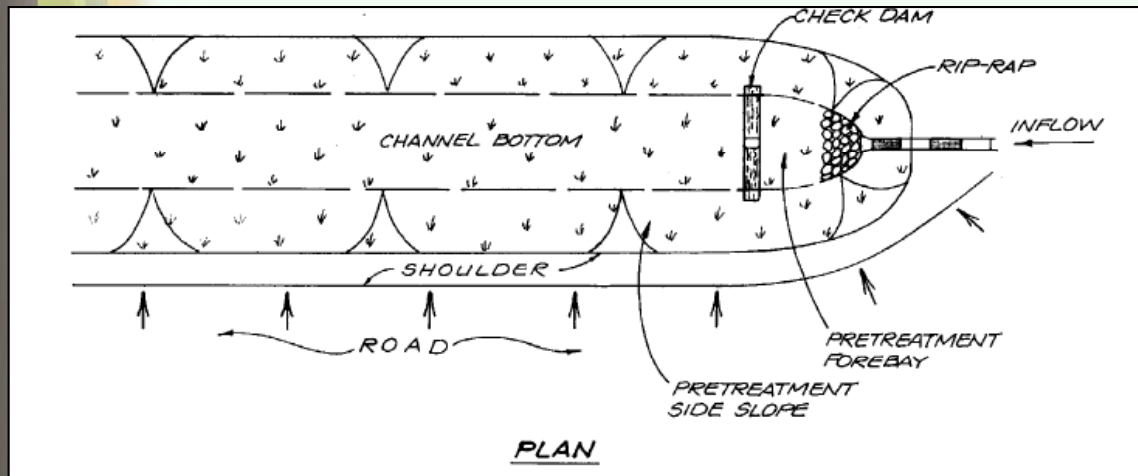 CHECK DAM
RIP-RAP
INFLOW
CHANNEL BOTTOM
SHOULDER
ROAD
PRETREATMENT
FOREBAY
PRETREATMENT
SIDE SLOPE
PLAN